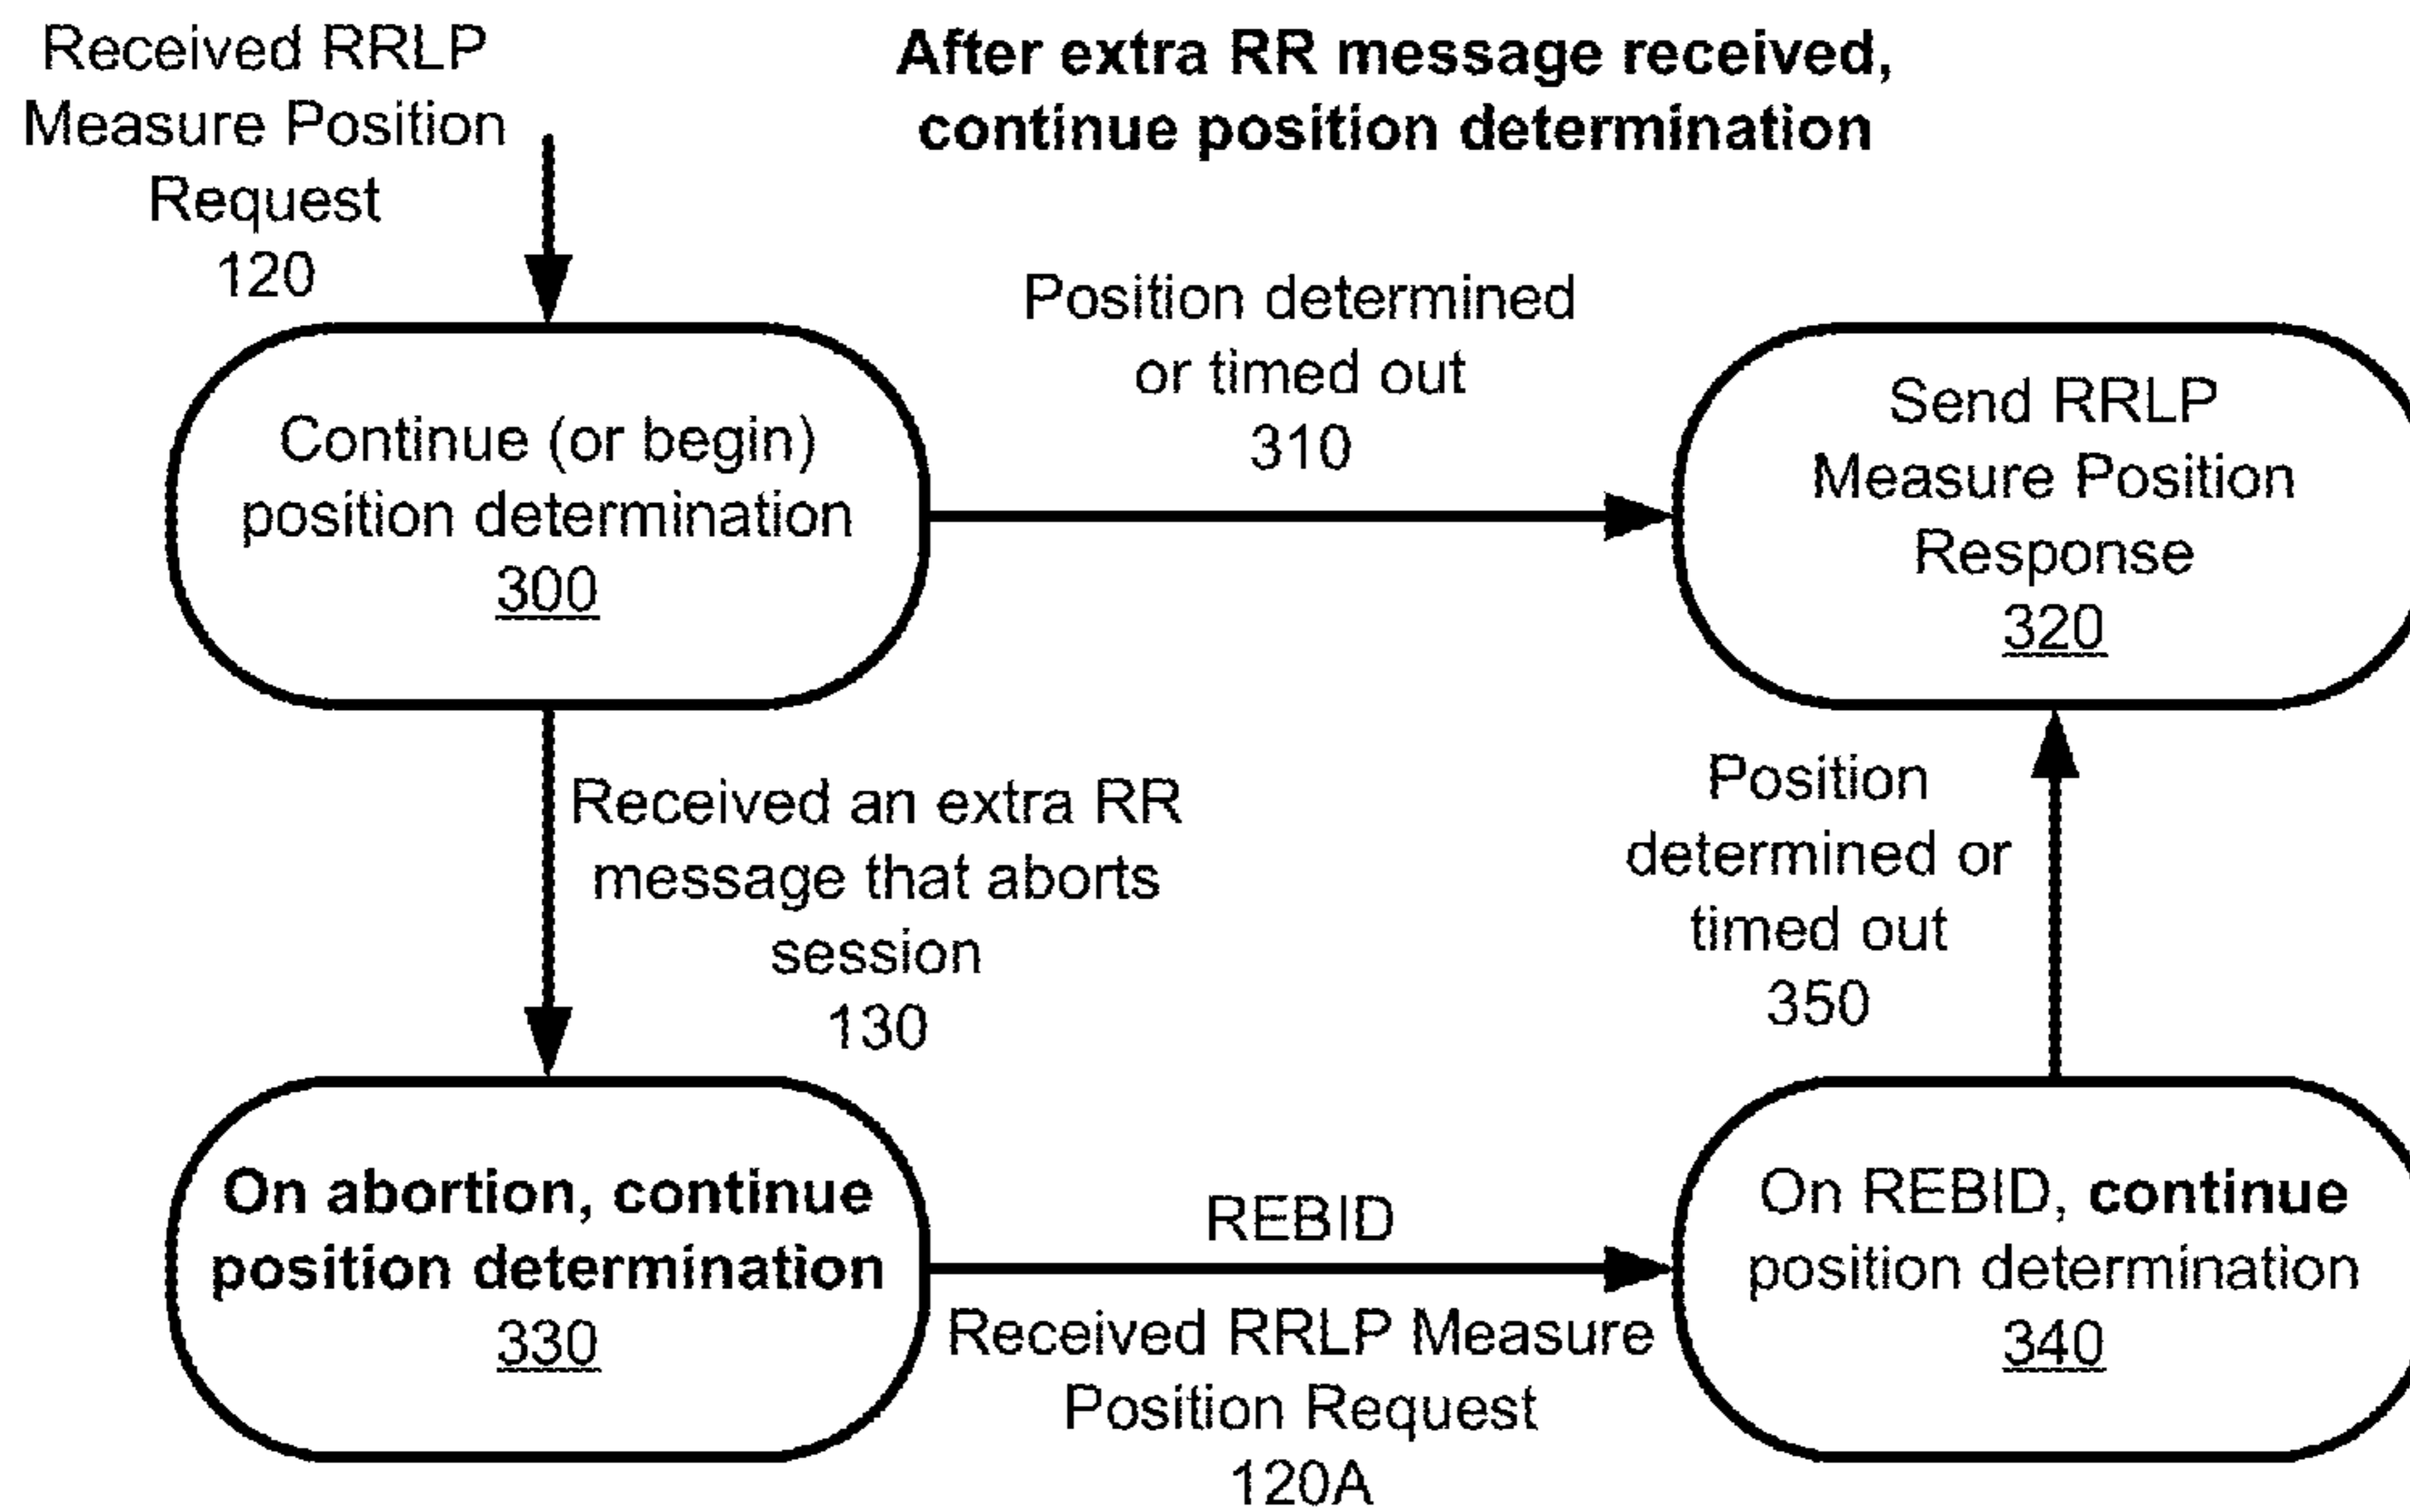 Received RRLP
Measure Position
Request
120
After extra RR message received,
continue position determination
Position determined
or timed out
310
Continue (or begin)
position determination
300
Send RRLP
Measure Position
Response
320
Received an extra RR
message that aborts
session
130
Position
determined or
timed out
350
On abortion, continue
position determination
330
REBID
Received RRLP Measure
Position Request
120A
On REBID, continue
position determination
340